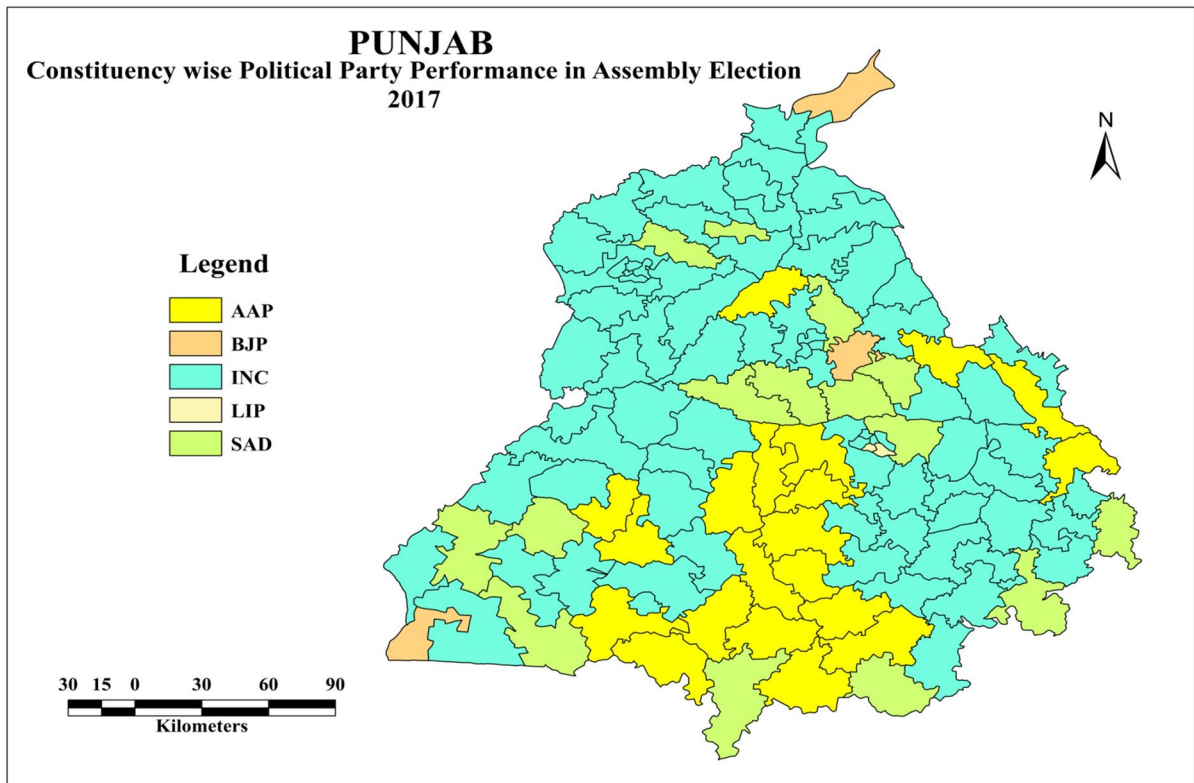 PUNJAB
Constituency wise Political Party Performance in Assembly Election
2017
N
Legend
AAP
BJP
INC
LIP
SAD
30 15 0 30 60 90
Kilometers